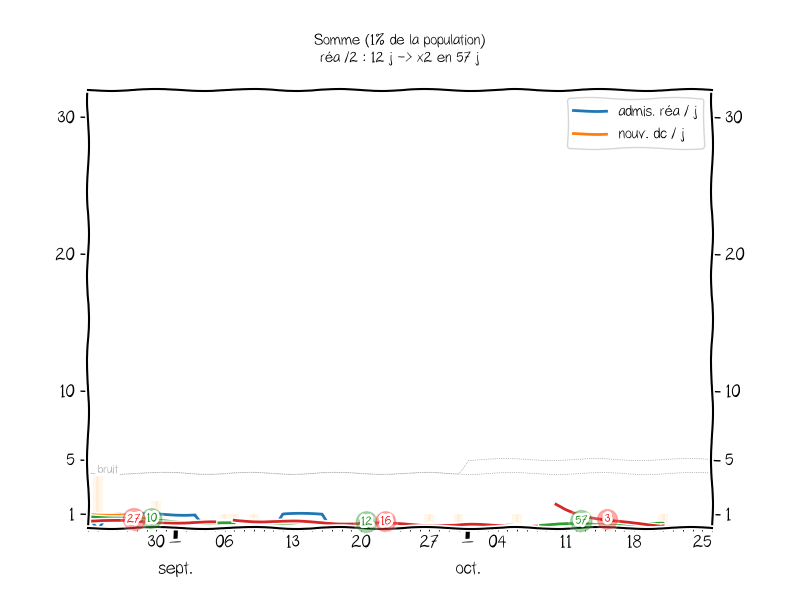 Somme (1% de la population)
réa /2 : 12 j -> x2 en 57 j
admis. réa / j
nouv. dc / j
30 30
20 20
10 10
5 5
bruit
1 1
27 10 12 16 57 3
30 06 13 20 27 04 11 18 25
sept. oct.